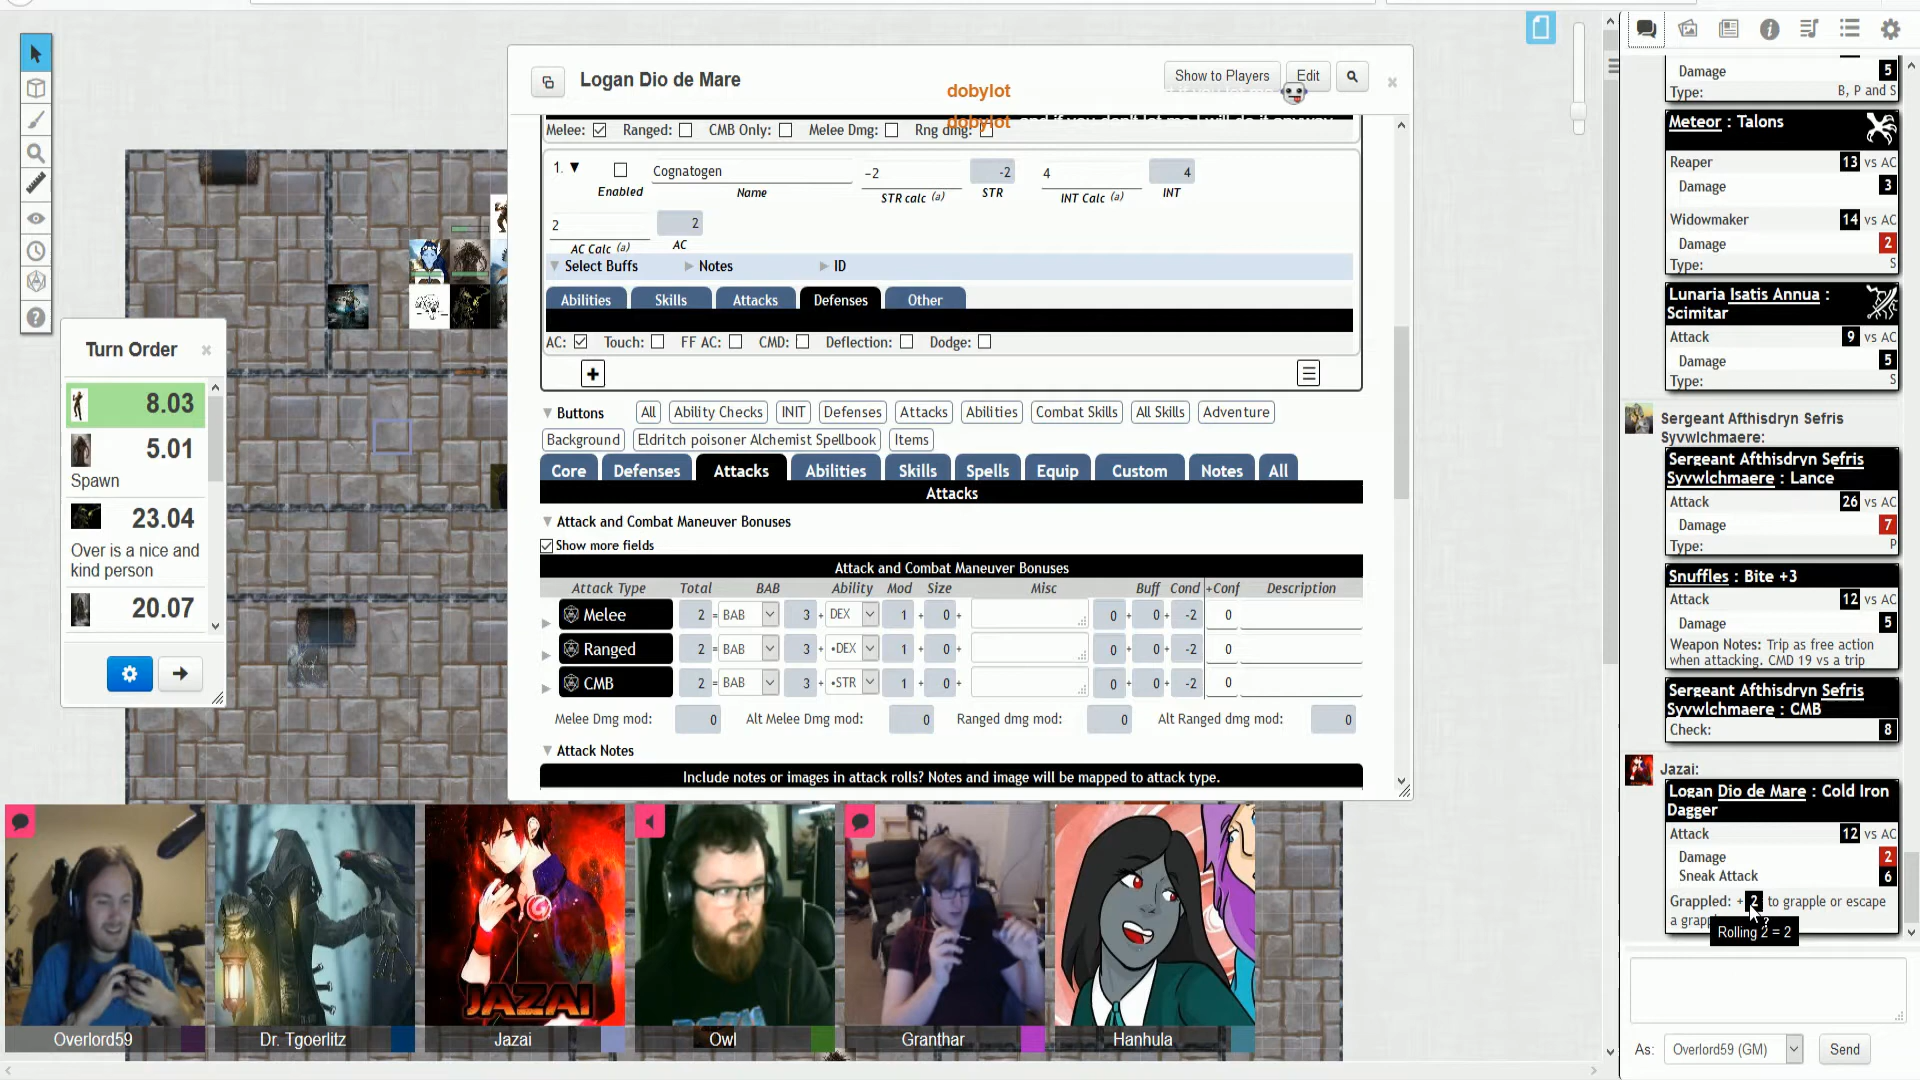 Logan Dio de Mare
Show to Players
Edit
dobylot
dobylot and if you don't let me I will do it anyway
Melee: Ranged: CMB Only: Melee Dmg: Rng dmg:
1. Cognatogen -2 -2 4 4
Enabled Name STR calc (a) STR INT Calc (a) INT
2 2
AC Calc (a) AC
Select Buffs Notes ID
Abilities Skills Attacks Defenses Other
AC: Touch: FF AC: CMD: Deflection: Dodge:
Buttons All Ability Checks INIT Defenses Attacks Abilities Combat Skills All Skills Adventure
Background Eldritch poisoner Alchemist Spellbook Items
Core Defenses Attacks Abilities Skills Spells Equip Custom Notes All
Attacks
Attack and Combat Maneuver Bonuses
Show more fields
Attack and Combat Maneuver Bonuses
Attack Type Total BAB Ability Mod Size Misc Buff Cond +Conf Description
Melee 2 = BAB 3 + DEX 1 + 0 + 0 + 0 + -2 0
Ranged 2 = BAB 3 + •DEX 1 + 0 + 0 + 0 + -2 0
CMB 2 = BAB 3 + •STR 1 + 0 + 0 + 0 + -2 0
Melee Dmg mod: 0 Alt Melee Dmg mod: 0 Ranged dmg mod: 0 Alt Ranged dmg mod: 0
Attack Notes
Include notes or images in attack rolls? Notes and image will be mapped to attack type.
Turn Order
8.03
5.01
Spawn
23.04
Over is a nice and
kind person
20.07
Damage 5
Type: B, P and S
Meteor : Talons
Reaper 13 vs AC
Damage 3
Widowmaker 14 vs AC
Damage 2
Type: S
Lunaria Isatis Annua :
Scimitar
Attack 9 vs AC
Damage 5
Type: S
Sergeant Afthisdryn Sefris
Syvwlchmaere:
Sergeant Afthisdryn Sefris
Syvwlchmaere : Lance
Attack 26 vs AC
Damage 7
Type: P
Snuffles : Bite +3
Attack 12 vs AC
Damage 5
Weapon Notes: Trip as free action
when attacking. CMD 19 vs a trip
Sergeant Afthisdryn Sefris
Syvwlchmaere : CMB
Check: 8
Jazai:
Logan Dio de Mare : Cold Iron
Dagger
Attack 12 vs AC
Damage 2
Sneak Attack 6
Grappled: + 2 to grapple or escape
a
Rolling 2 = 2
As: Overlord59 (GM) Send
JAZAI
Overlord59
Dr. Tgoerlitz
Jazai
Owl
Granthar
Hanhula